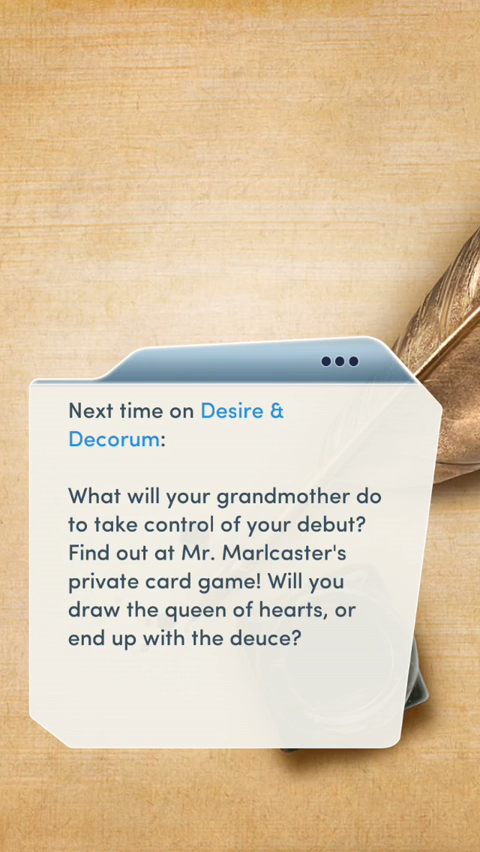 Next time on Desire &
Decorum:
What will your grandmother do
to take control of your debut?
Find out at Mr. Marlcaster's
private card game! Will you
draw the queen of hearts, or
end up with the deuce?